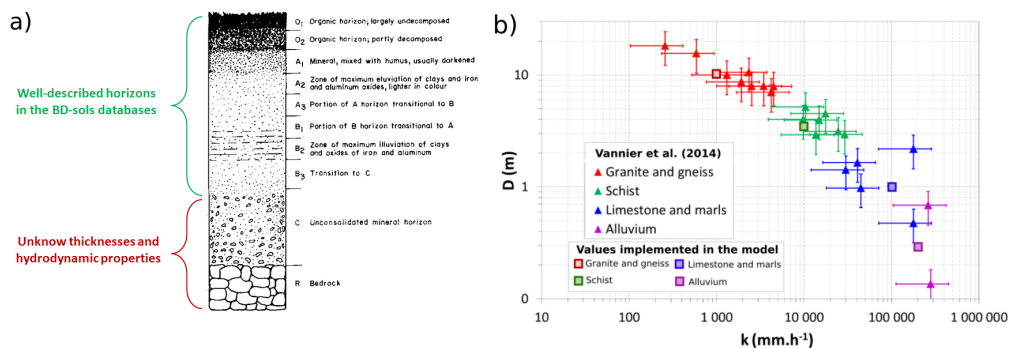 a)
Well-described horizons
in the BD-sols databases
Unknow thicknesses and
hydrodynamic properties
O1 Organic horizon; largely undecomposed
O2 Organic horizon; partly decomposed
A1 Mineral, mixed with humus, usually darkened
A2 Zone of maximum eluviation of clays and iron
and aluminum oxides, lighter in colour
A3 Portion of A horizon transitional to B
B1 Portion of B horizon transitional to A
B2 Zone of maximum illuviation of clays
and oxides of iron and aluminum
B3 Transition to C
C Unconsolidated mineral horizon
R Bedrock
b)
D (m)
10
1
0
Vannier et al. (2014)
Granite and gneiss
Schist
Limestone and marls
Alluvium
Values implemented in the model
Granite and gneiss
Limestone and marls
Schist
Alluvium
10 100 1 000 10 000 100 000 1 000 000
k (mm.h-1)